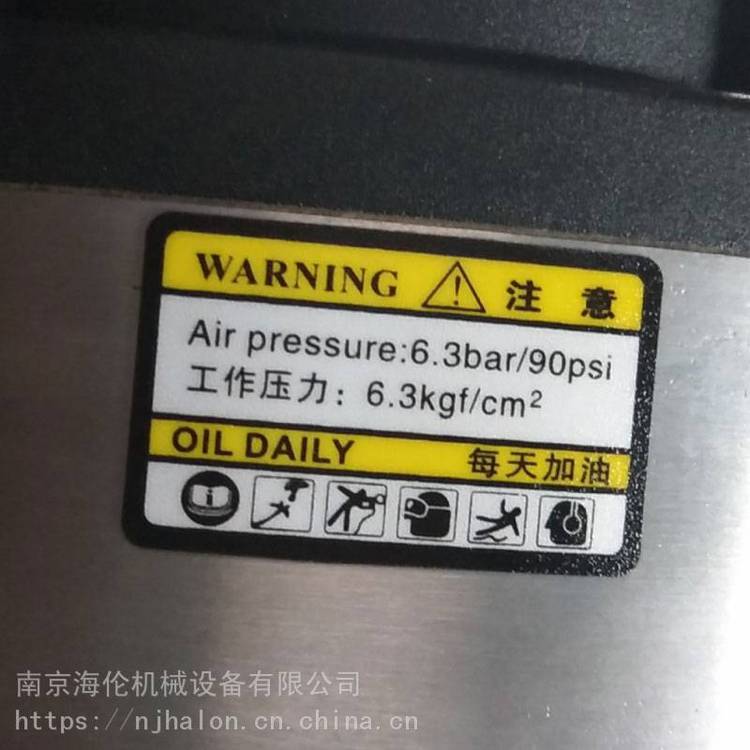 WARNING 注 意
Air pressure:6.3bar/90psi
工作压力：6.3kgf/cm²
OIL DAILY 每天加油
南京海伦机械设备有限公司
https://njhalon.cn.china.cn